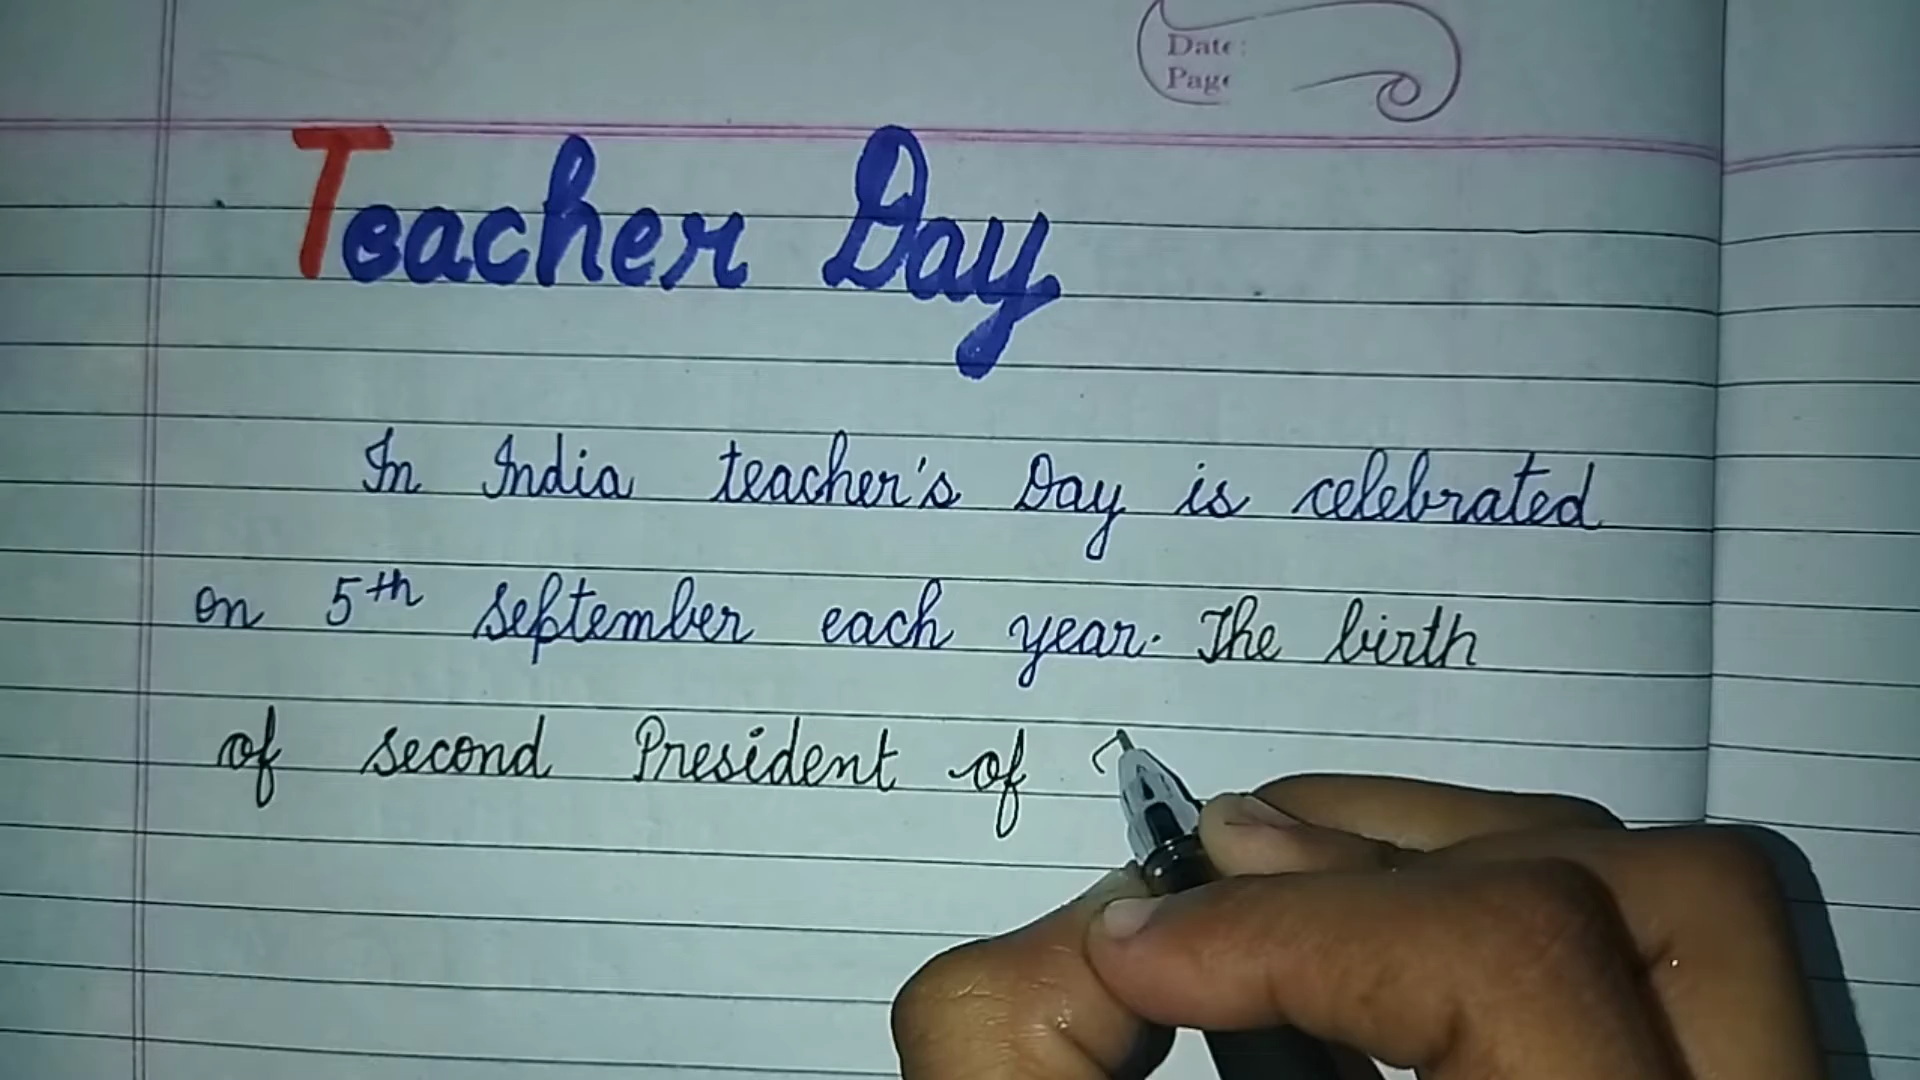 Date:
Page
Teacher Day
In India teacher's Day is celebrated
on 5th September each year. The birth
of second President of